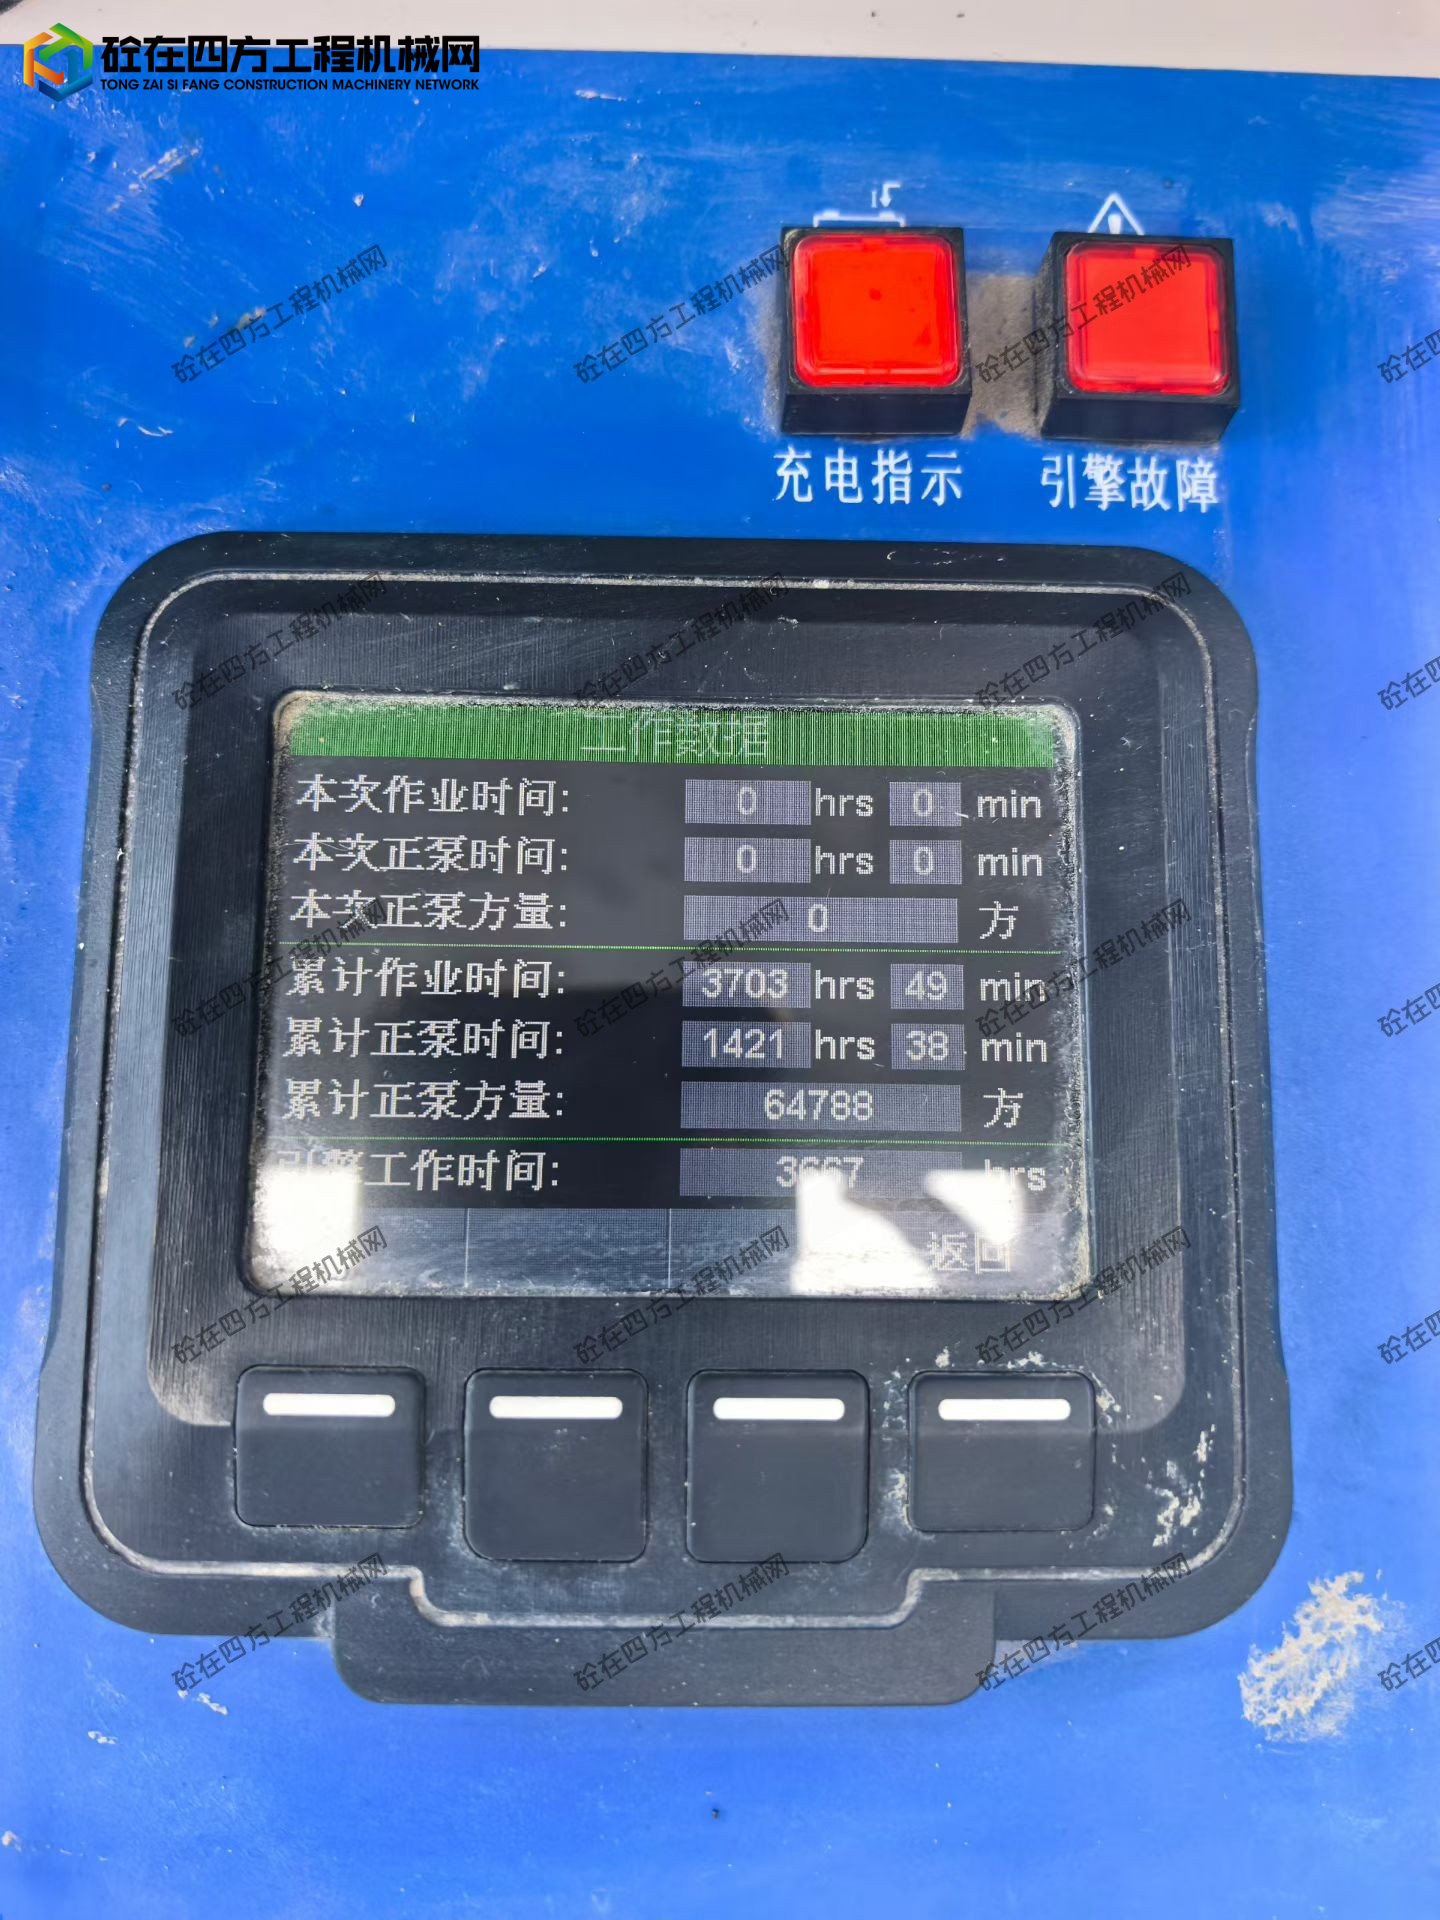 砼在四方工程机械网
TONG ZAI SI FANG CONSTRUCTION MACHINERY NETWORK
充电指示 引擎故障
工作数据
本次作业时间: 0 hrs 0 min
本次正泵时间: 0 hrs 0 min
本次正泵方量: 0 方
累计作业时间: 3703 hrs 49 min
累计正泵时间: 1421 hrs 38 min
累计正泵方量: 64788 方
引擎工作时间: 3667 hrs
返回